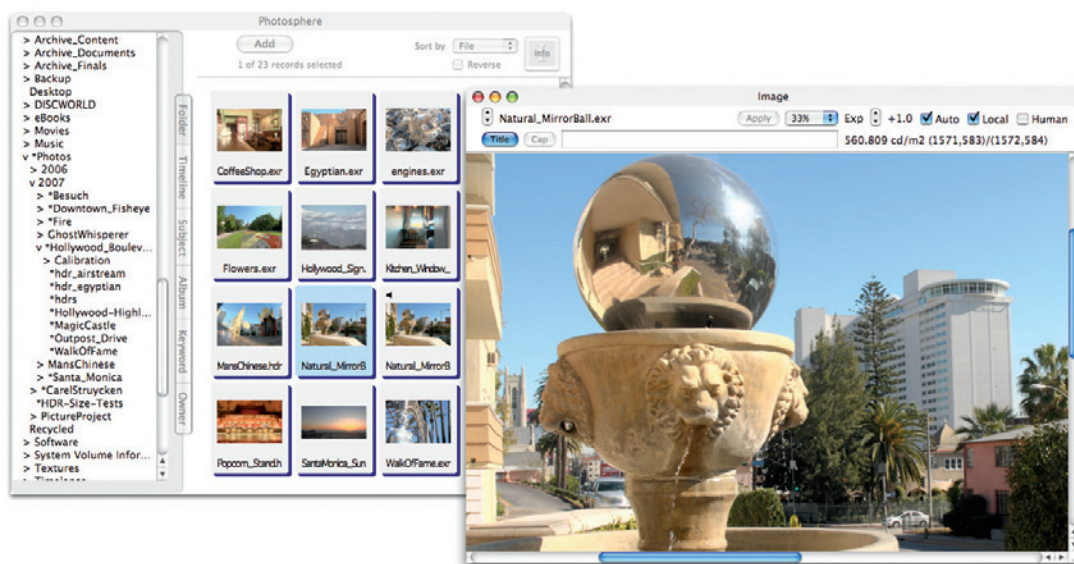 Photosphere
> Archive_Content
> Archive_Documents
> Archive_Finals
> Backup
Desktop
> DISCWORLD
> eBooks
> Movies
> Music
v *Photos
> 2006
v 2007
> *Besuch
> *Downtown_Fisheye
> *Fire
> GhostWhisperer
v *Hollywood_Boulev...
> Calibration
*hdr_airstream
*hdr_egyptian
*hdrs
*Hollywood-Highl...
*MagicCastle
*Outpost_Drive
*WalkOfFame
> MansChinese
> *Santa_Monica
> *CarelStruycken
*HDR-Size-Tests
> PictureProject
Recycled
> Software
> System Volume Infor...
> Textures
Folder
Timeline
Subject
Album
Keyword
Owner
Add
Sort by File
Info
1 of 23 records selected
Reverse
CoffeeShop.exr Egyptian.exr engines.exr
Flowers.exr Hollywood_Sign. Kitchen_Window_
MansChinese.hdr Natural_MirrorB Natural_MirrorB
Popcorn_Stand.h SantaMonica_Sun WalkOfFame.exr
Image
Natural_MirrorBall.exr Apply 33% Exp +1.0 Auto Local Human
Title Cap 560.809 cd/m2 (1571,583)/(1572,584)